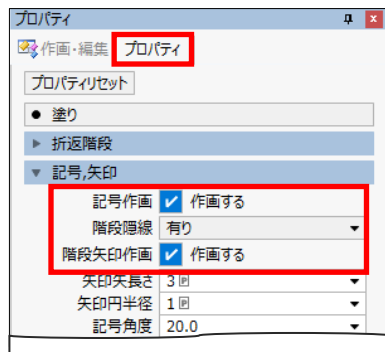 プロパティ
作画・編集 プロパティ
プロパティリセット
● 塗り
▶ 折返階段
▼ 記号,矢印
記号作画 ✔ 作画する
階段隠線 有り
階段矢印作画 ✔ 作画する
矢印矢長さ 3 P
矢印円半径 1 P
記号角度 20.0